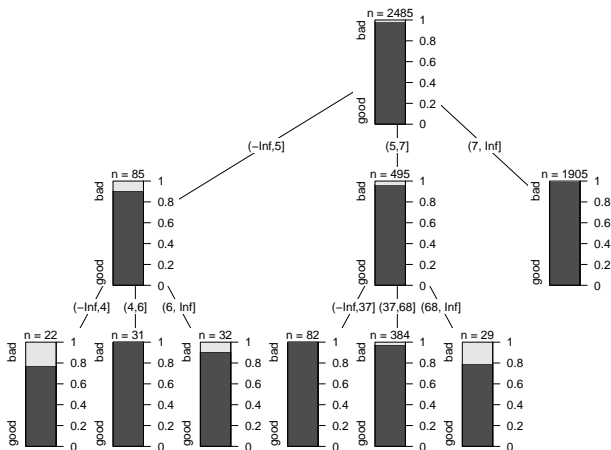 n = 2485
bad
good
1
0.8
0.6
0.4
0.2
0
(−Inf,5]
(5,7]
(7, Inf]
n = 85
bad
good
1
0.8
0.6
0.4
0.2
0
n = 495
bad
good
1
0.8
0.6
0.4
0.2
0
n = 1905
bad
good
1
0.8
0.6
0.4
0.2
0
(−Inf,4]
(4,6]
(6, Inf]
(−Inf,37]
(37,68]
(68, Inf]
n = 22
bad
good
1
0.8
0.6
0.4
0.2
0
n = 31
bad
good
1
0.8
0.6
0.4
0.2
0
n = 32
bad
good
1
0.8
0.6
0.4
0.2
0
n = 82
bad
good
1
0.8
0.6
0.4
0.2
0
n = 384
bad
good
1
0.8
0.6
0.4
0.2
0
n = 29
bad
good
1
0.8
0.6
0.4
0.2
0